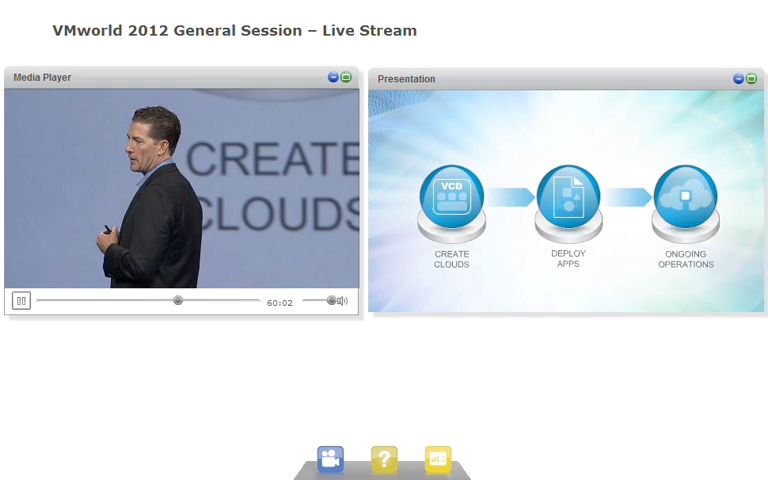 VMworld 2012 General Session – Live Stream
Media Player
Presentation
CREATE
CLOUDS
60:02
VCD
CREATE
CLOUDS
DEPLOY
APPS
ONGOING
OPERATIONS
?